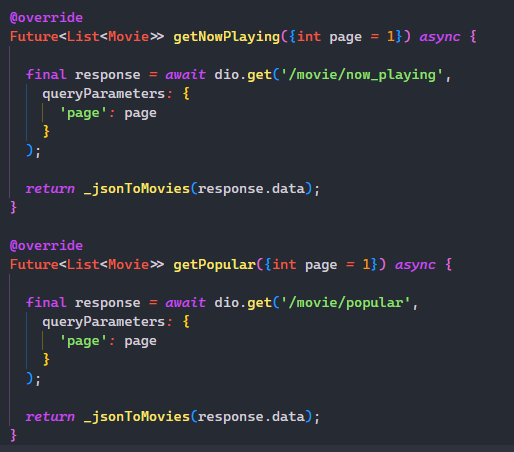 @override
Future<List<Movie>> getNowPlaying({int page = 1}) async {
final response = await dio.get('/movie/now_playing',
queryParameters: {
'page': page
}
);
return _jsonToMovies(response.data);
}
@override
Future<List<Movie>> getPopular({int page = 1}) async {
final response = await dio.get('/movie/popular',
queryParameters: {
'page': page
}
);
return _jsonToMovies(response.data);
}